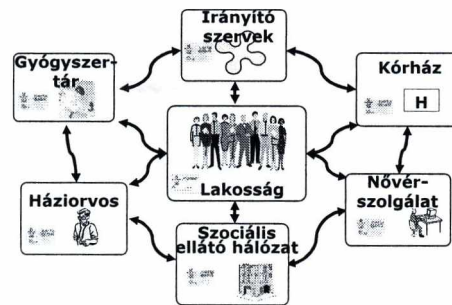 Irányító
szervek
Gyógyszer-
tár
Kórház
H
Lakosság
Háziorvos
Nővér-
szolgálat
Szociális
ellátó hálózat